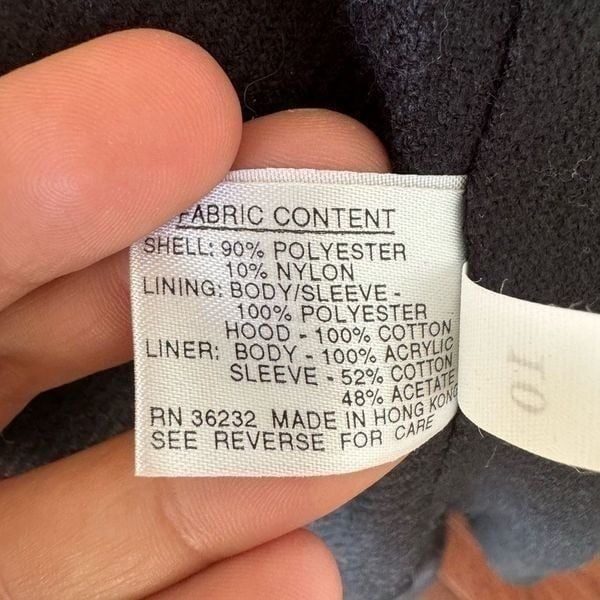 FABRIC CONTENT
SHELL: 90% POLYESTER
10% NYLON
LINING: BODY/SLEEVE -
100% POLYESTER
HOOD - 100% COTTON
LINER: BODY - 100% ACRYLIC
SLEEVE - 52% COTTON
48% ACETATE
RN 36232 MADE IN HONG KONG
SEE REVERSE FOR CARE
10